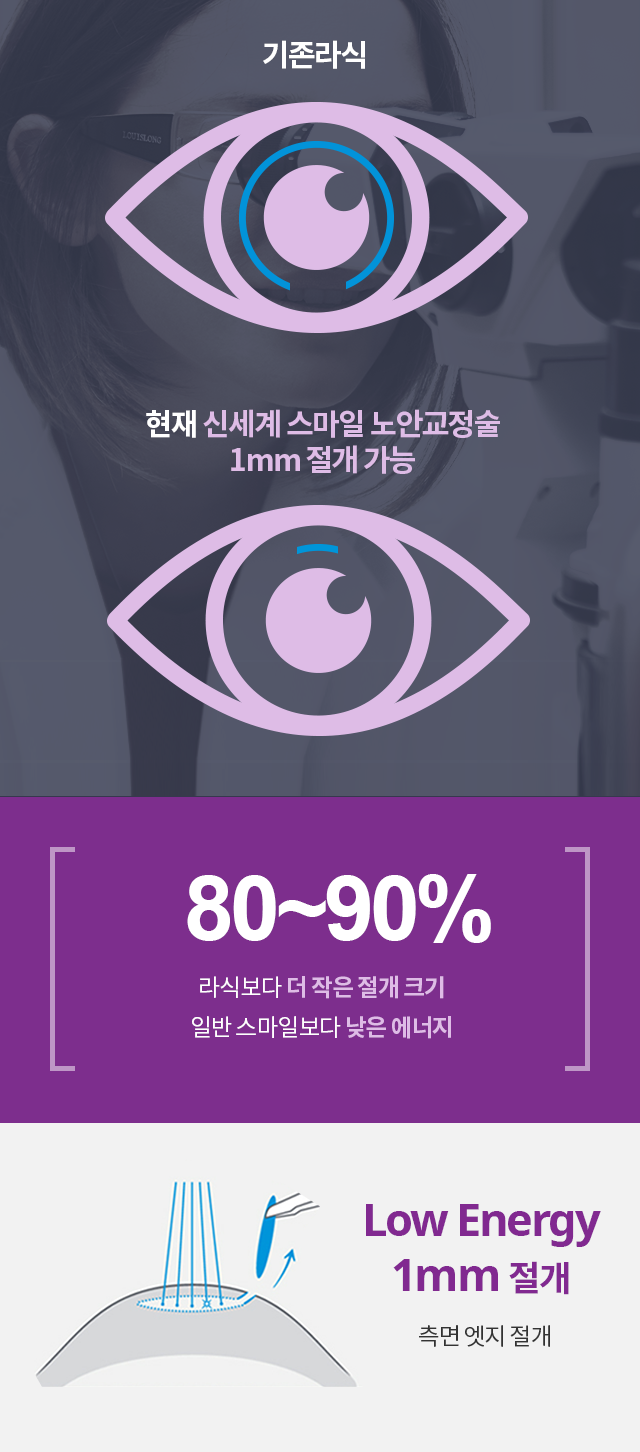 기존라식
LOUISLONG
현재 신세계 스마일 노안교정술
1mm 절개 가능
80~90%
라식보다 더 작은 절개 크기
일반 스마일보다 낮은 에너지
Low Energy
1mm 절개
측면 엣지 절개